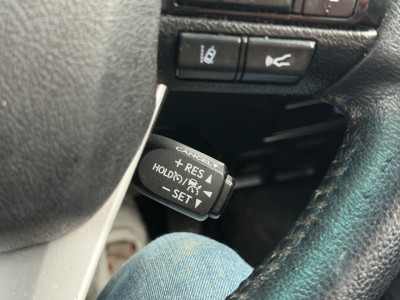 CANCEL
+ RES
HOLD
- SET